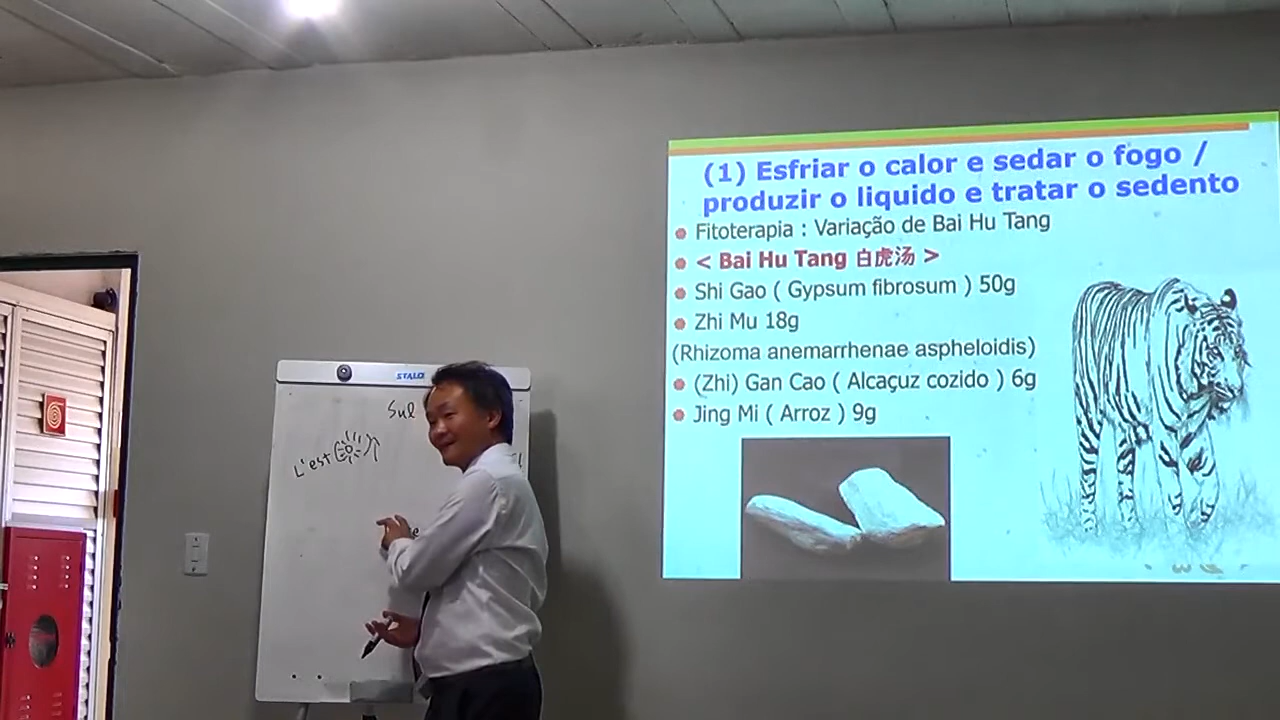 (1) Esfriar o calor e sedar o fogo /
produzir o liquido e tratar o sedento
Fitoterapia : Variação de Bai Hu Tang
< Bai Hu Tang 白虎汤 >
Shi Gao ( Gypsum fibrosum ) 50g
Zhi Mu 18g
(Rhizoma anemarrhenae aspheloidis)
(Zhi) Gan Cao ( Alcaçuz cozido ) 6g
Jing Mi ( Arroz ) 9g
STALO
Sul
L'est